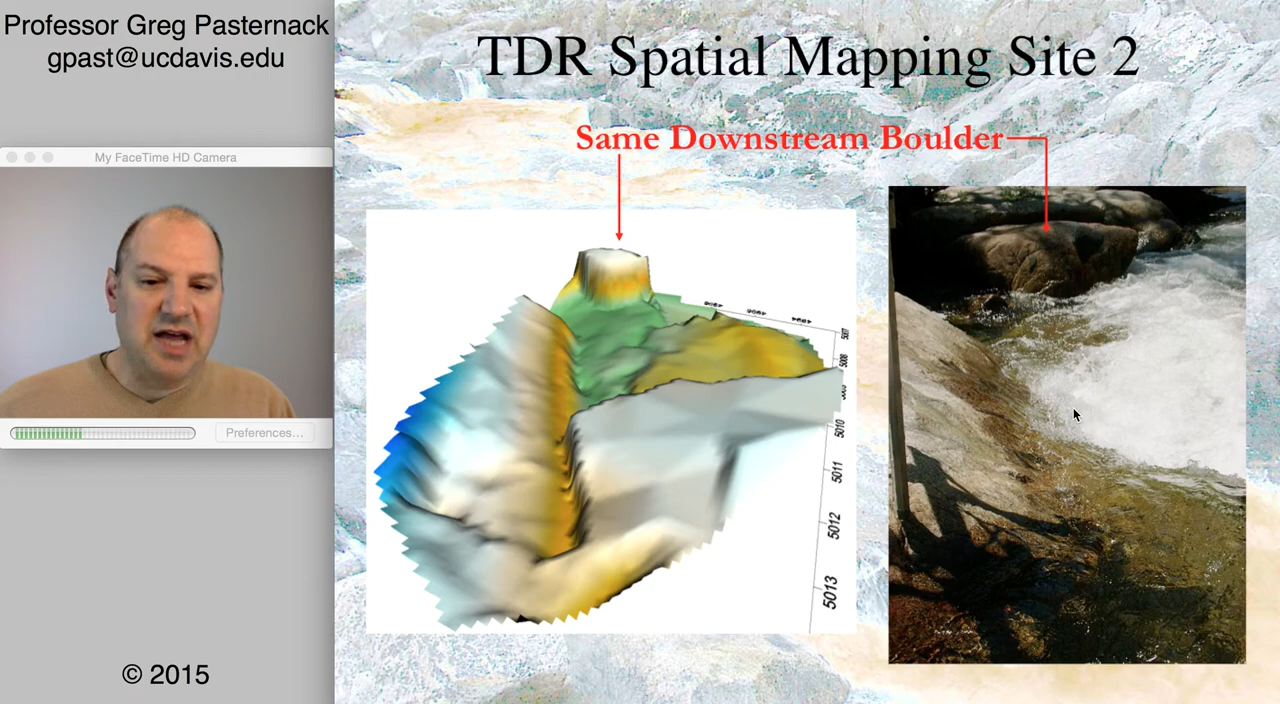 Professor Greg Pasternack
gpast@ucdavis.edu
TDR Spatial Mapping Site 2
Same Downstream Boulder
My FaceTime HD Camera
Preferences...
5010
5011
5012
5013
© 2015